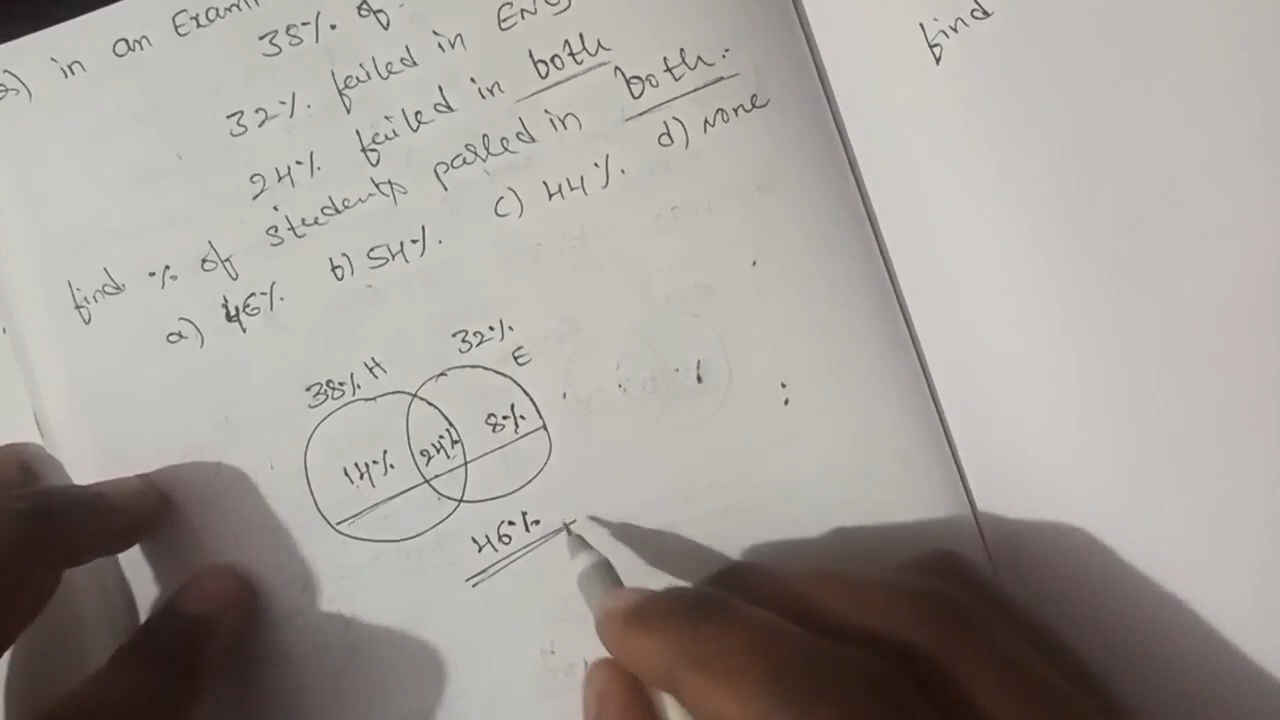 in an Exam
38% of
32% failed in ENG
24% failed in both
find % of students passed in both.
a) 46% b) 54% c) 44% d) None
38% H 32% E
14% 24% 8%
46%
find